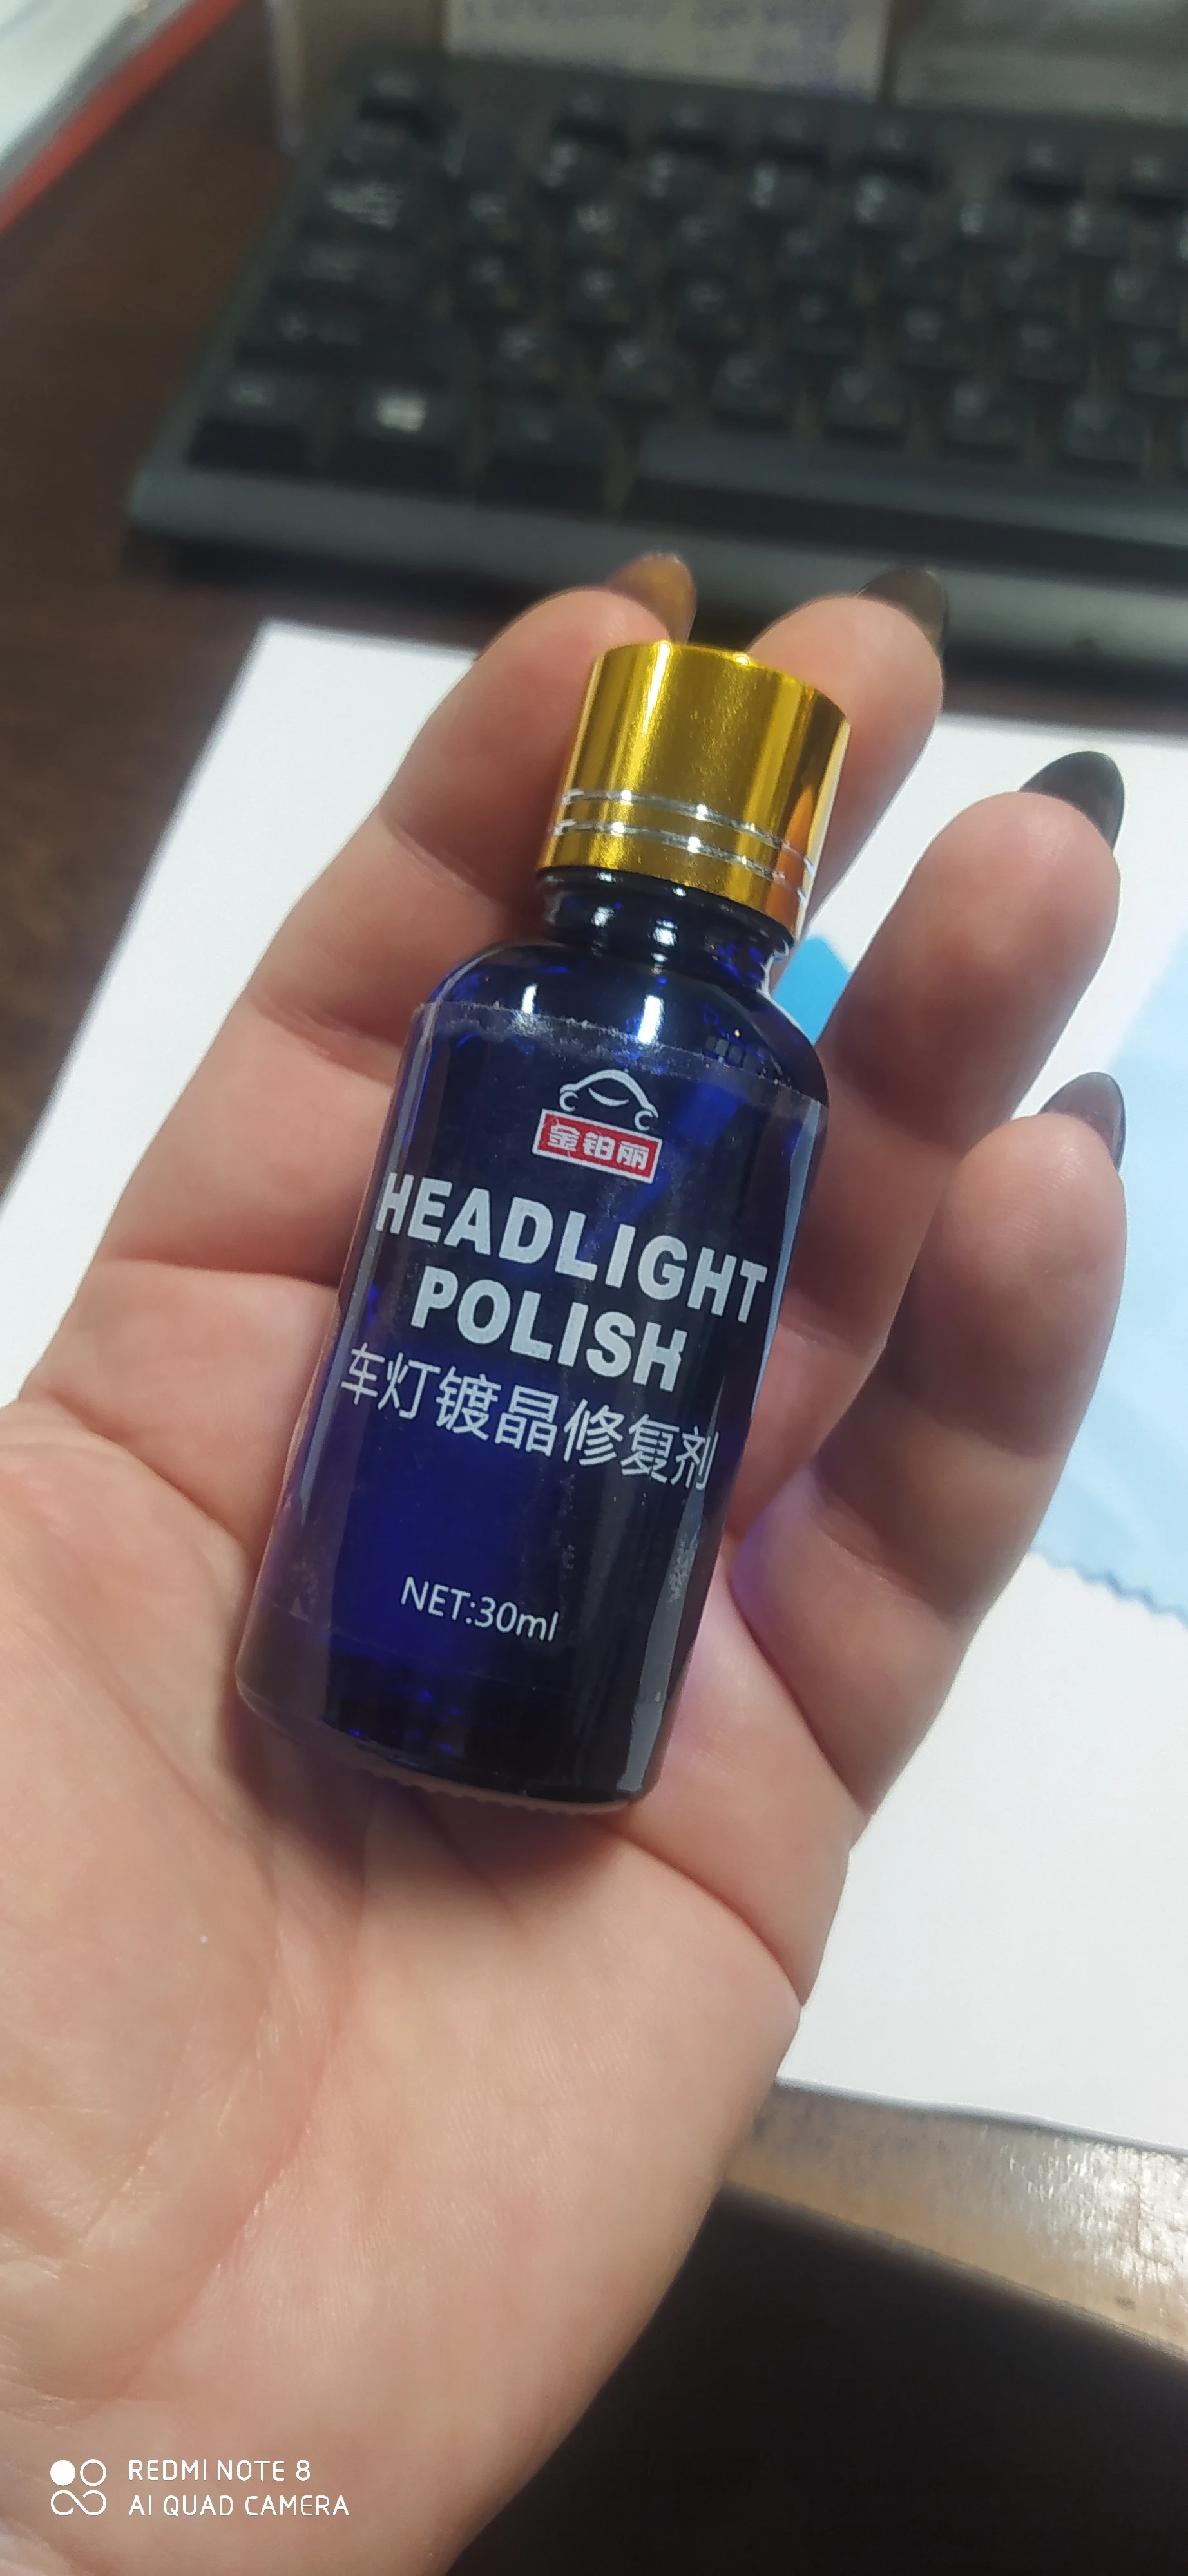 金铂丽
HEADLIGHT
POLISH
车灯镀晶修复剂
NET:30ml
REDMI NOTE 8
AI QUAD CAMERA